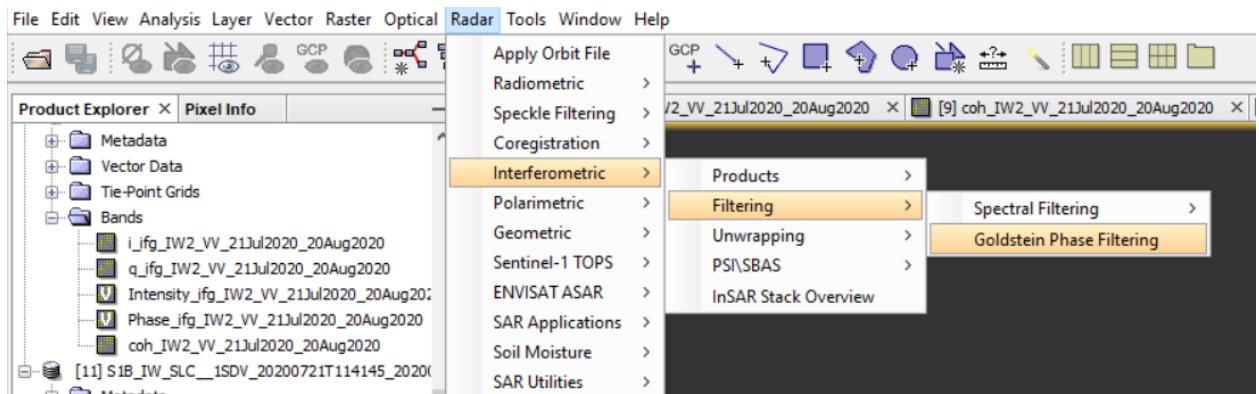 File Edit View Analysis Layer Vector Raster Optical Radar Tools Window Help
GCP
GCP
Product Explorer × Pixel Info
Metadata
Vector Data
Tie-Point Grids
Bands
i_ifg_IW2_VV_21Jul2020_20Aug2020
q_ifg_IW2_VV_21Jul2020_20Aug2020
Intensity_ifg_IW2_VV_21Jul2020_20Aug202
Phase_ifg_IW2_VV_21Jul2020_20Aug2020
coh_IW2_VV_21Jul2020_20Aug2020
[11] S1B_IW_SLC__1SDV_20200721T114145_2020
Metadata
Apply Orbit File
Radiometric >
Speckle Filtering >
Coregistration >
Interferometric >
Polarimetric >
Geometric >
Sentinel-1 TOPS >
ENVISAT ASAR >
SAR Applications >
Soil Moisture >
SAR Utilities >
V2_VV_21Jul2020_20Aug2020 × [9] coh_IW2_VV_21Jul2020_20Aug2020 ×
Products >
Filtering >
Unwrapping >
PSI\SBAS >
InSAR Stack Overview
Spectral Filtering >
Goldstein Phase Filtering